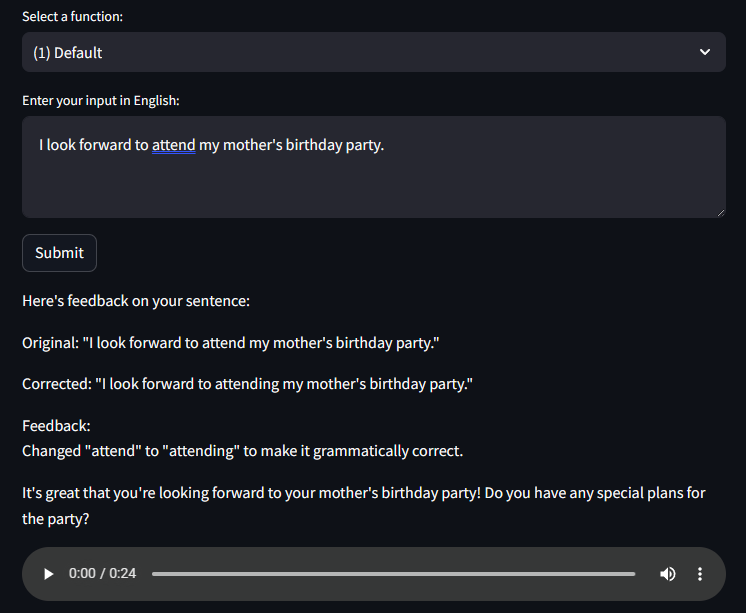 Select a function:
(1) Default
Enter your input in English:
I look forward to attend my mother's birthday party.
Submit
Here's feedback on your sentence:
Original: "I look forward to attend my mother's birthday party."
Corrected: "I look forward to attending my mother's birthday party."
Feedback:
Changed "attend" to "attending" to make it grammatically correct.
It's great that you're looking forward to your mother's birthday party! Do you have any special plans for
the party?
0:00 / 0:24